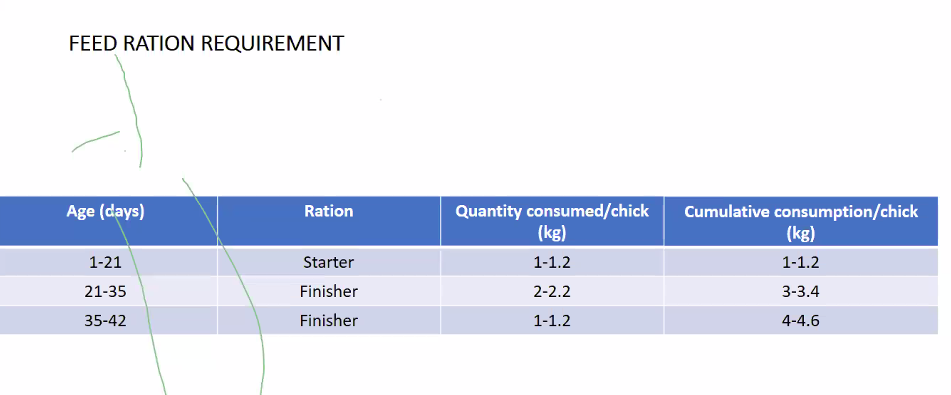 FEED RATION REQUIREMENT
Age (days) Ration Quantity consumed/chick (kg) Cumulative consumption/chick (kg)
1-21 Starter 1-1.2 1-1.2
21-35 Finisher 2-2.2 3-3.4
35-42 Finisher 1-1.2 4-4.6